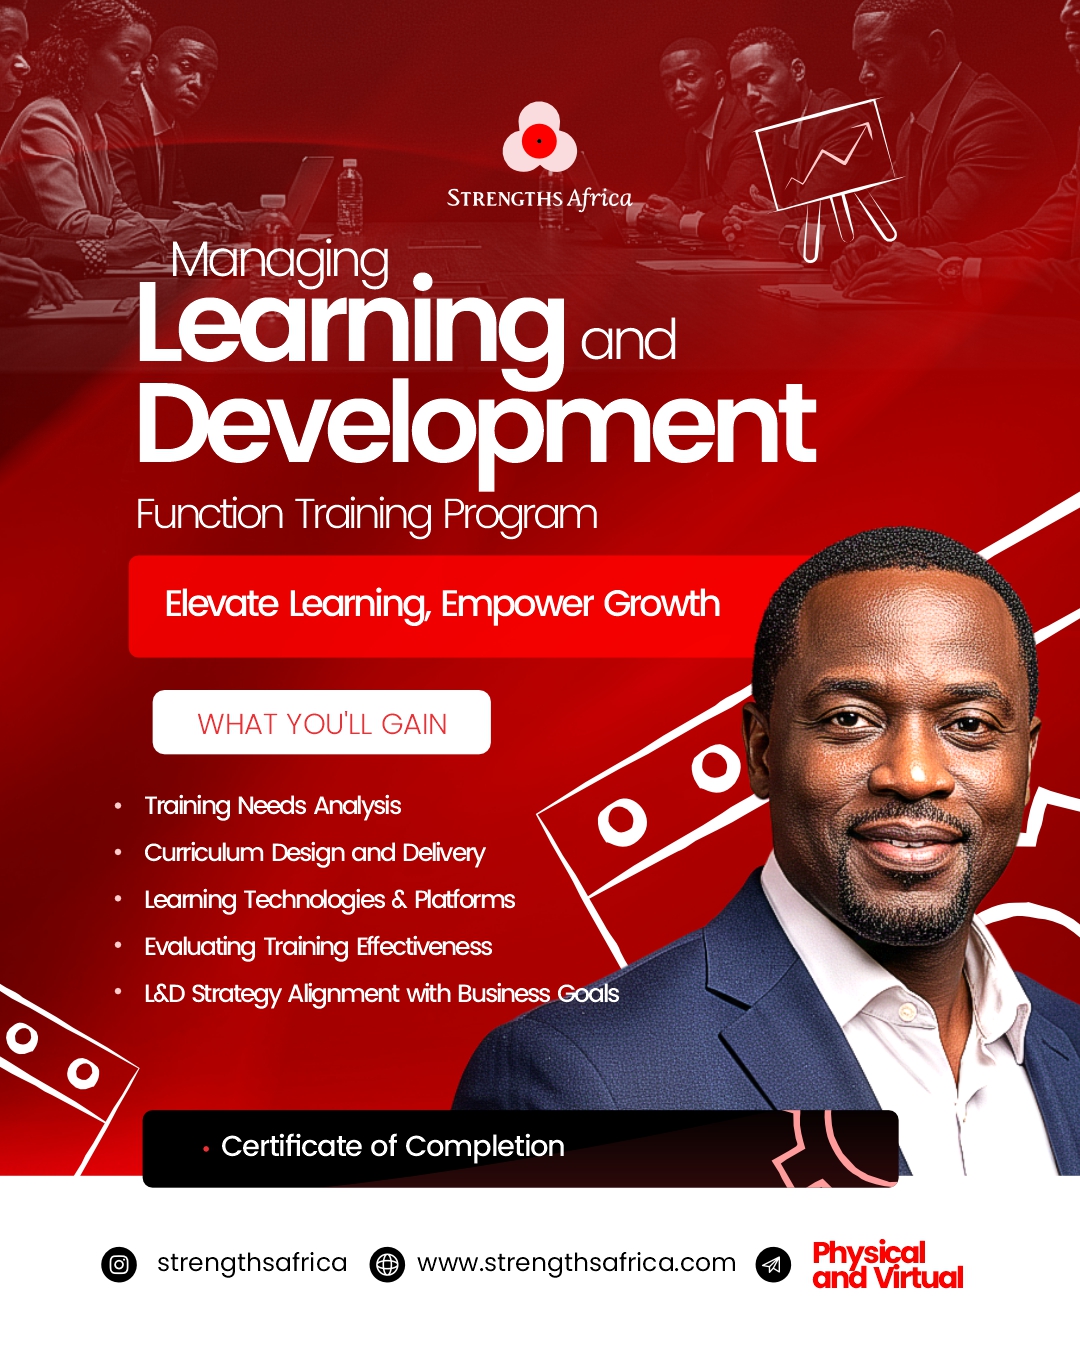 STRENGTHS Africa
Managing
Learning and
Development
Function Training Program
Elevate Learning, Empower Growth
WHAT YOU'LL GAIN
• Training Needs Analysis
• Curriculum Design and Delivery
• Learning Technologies & Platforms
• Evaluating Training Effectiveness
• L&D Strategy Alignment with Business Goals
• Certificate of Completion
strengthsafrica
www.strengthsafrica.com
Physical
and Virtual